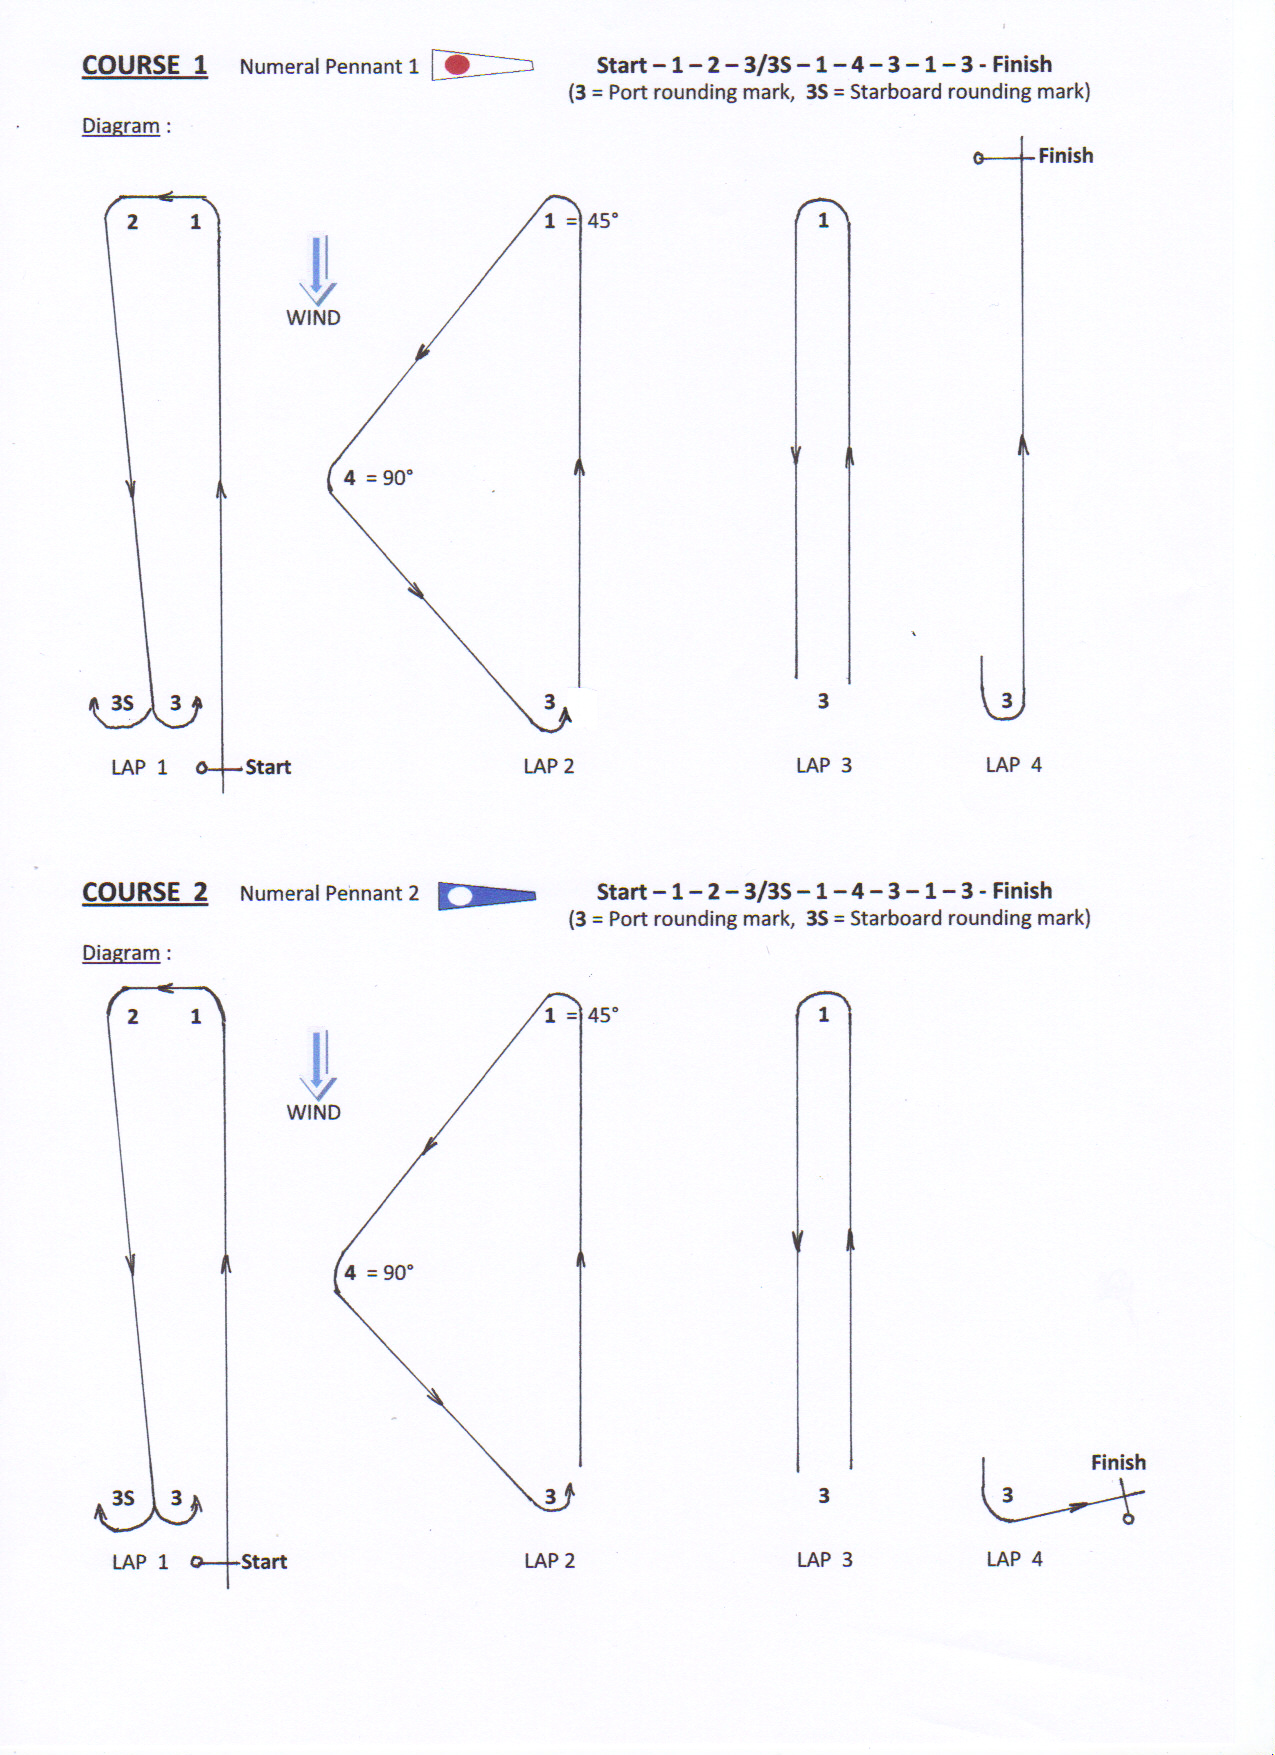 COURSE 1 Numeral Pennant 1 Start – 1 – 2 – 3/3S – 1 – 4 – 3 – 1 – 3 - Finish
(3 = Port rounding mark, 3S = Starboard rounding mark)
Diagram :
Finish
2 1
1 = 45°
1
WIND
4 = 90°
3S 3
3
3
3
LAP 1 Start
LAP 2
LAP 3
LAP 4
COURSE 2 Numeral Pennant 2 Start – 1 – 2 – 3/3S – 1 – 4 – 3 – 1 – 3 - Finish
(3 = Port rounding mark, 3S = Starboard rounding mark)
Diagram :
2 1
1 = 45°
1
WIND
4 = 90°
Finish
3S 3
3
3
3
LAP 1 Start
LAP 2
LAP 3
LAP 4